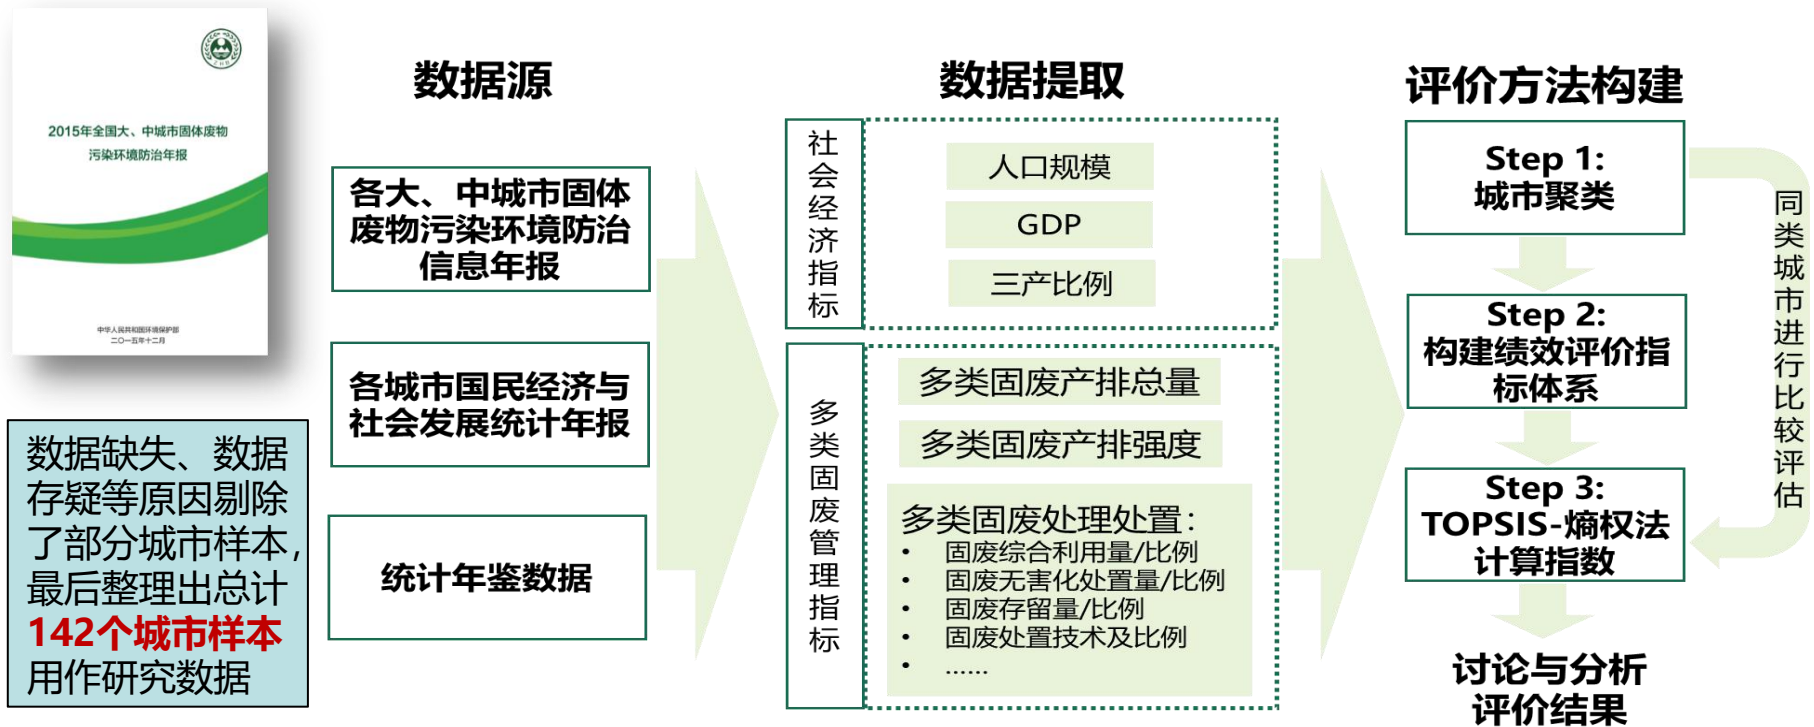 2015年全国大、中城市固体废物
污染环境防治年报
中华人民共和国环境保护部
二〇一五年十二月
数据缺失、数据
存疑等原因剔除
了部分城市样本,
最后整理出总计
142个城市样本
用作研究数据
数据源
各大、中城市固体
废物污染环境防治
信息年报
各城市国民经济与
社会发展统计年报
统计年鉴数据
数据提取
社会经济指标
人口规模
GDP
三产比例
多类固废管理指标
多类固废产排总量
多类固废产排强度
多类固废处理处置：
• 固废综合利用量/比例
• 固废无害化处置量/比例
• 固废存留量/比例
• 固废处置技术及比例
• ……
评价方法构建
Step 1:
城市聚类
Step 2:
构建绩效评价指
标体系
Step 3:
TOPSIS-熵权法
计算指数
同类城市进行比较评估
讨论与分析
评价结果